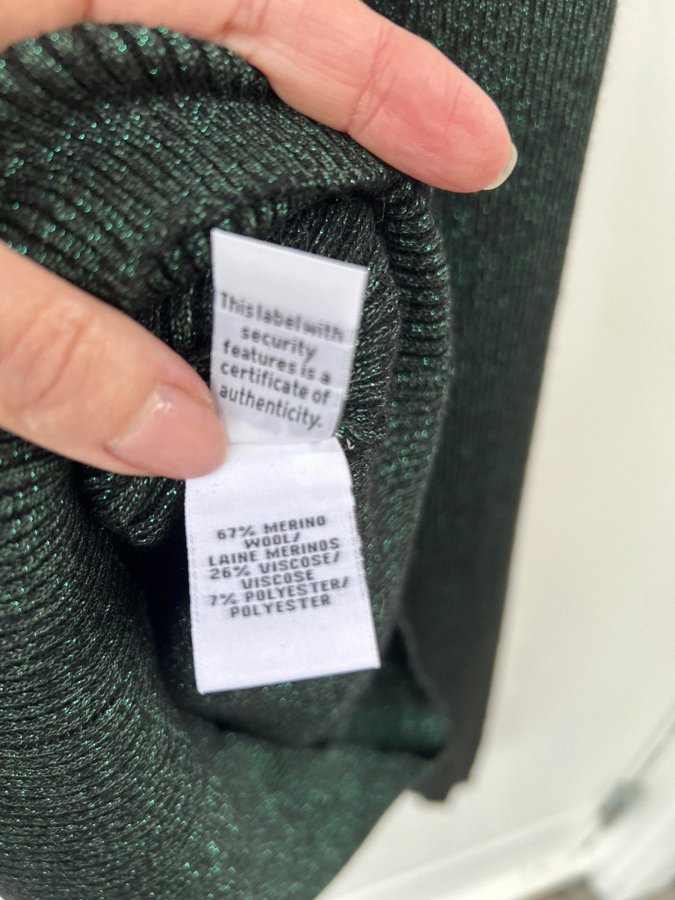 This label with
security
features is a
certificate of
authenticity.
67% MERINO
WOOL/
LAINE MERINOS
26% VISCOSE/
VISCOSE
7% POLYESTER/
POLYESTER